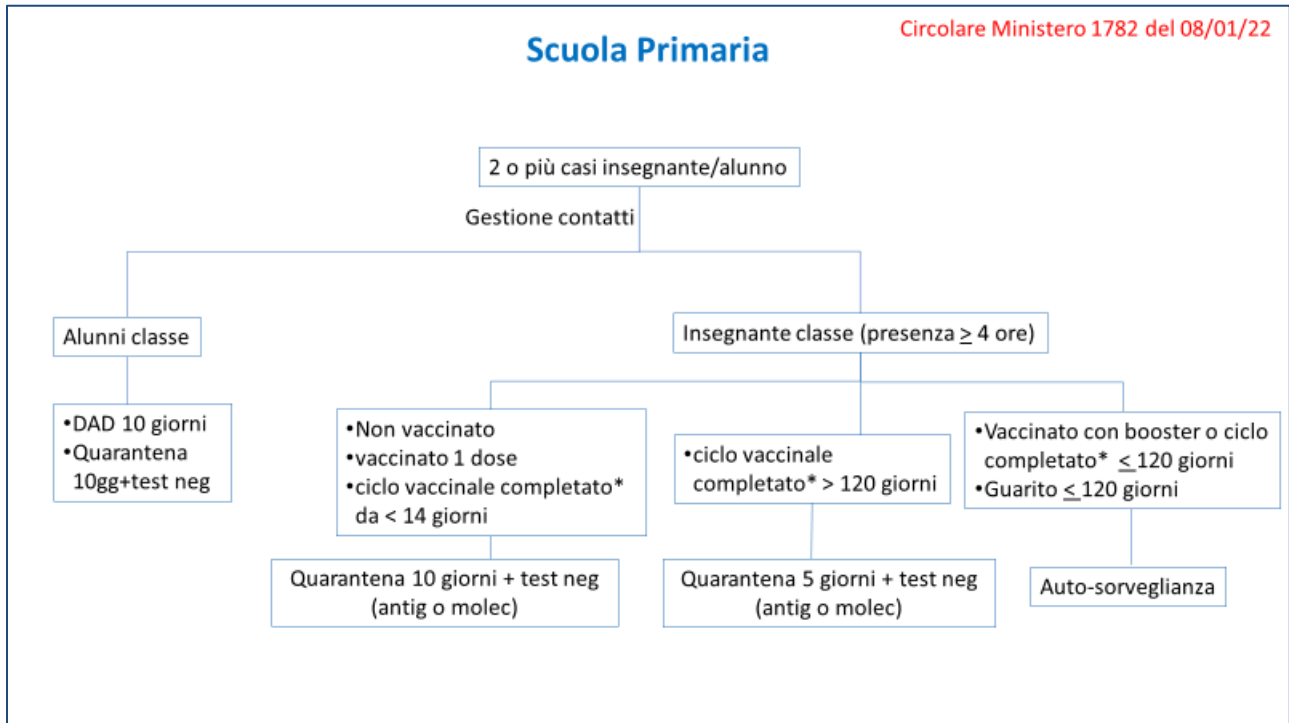 Circolare Ministero 1782 del 08/01/22
Scuola Primaria
2 o più casi insegnante/alunno
Gestione contatti
Alunni classe
Insegnante classe (presenza ≥ 4 ore)
•DAD 10 giorni
•Quarantena
10gg+test neg
•Non vaccinato
•vaccinato 1 dose
•ciclo vaccinale completato*
da < 14 giorni
•ciclo vaccinale
completato* > 120 giorni
•Vaccinato con booster o ciclo
completato* ≤ 120 giorni
•Guarito ≤ 120 giorni
Quarantena 10 giorni + test neg
(antig o molec)
Quarantena 5 giorni + test neg
(antig o molec)
Auto-sorveglianza